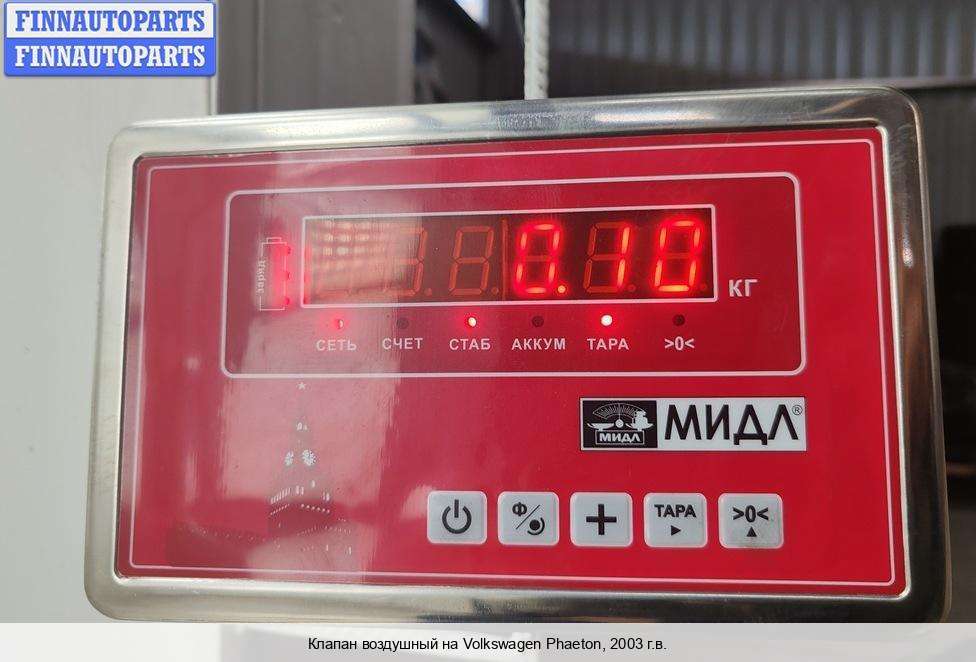 FINNAUTOPARTS
FINNAUTOPARTS
заряд
0.10
КГ
СЕТЬ СЧЕТ СТАБ АККУМ ТАРА >0<
МИДЛ МИДЛ®
Ф ТАРА >0<
Клапан воздушный на Volkswagen Phaeton, 2003 г.в.